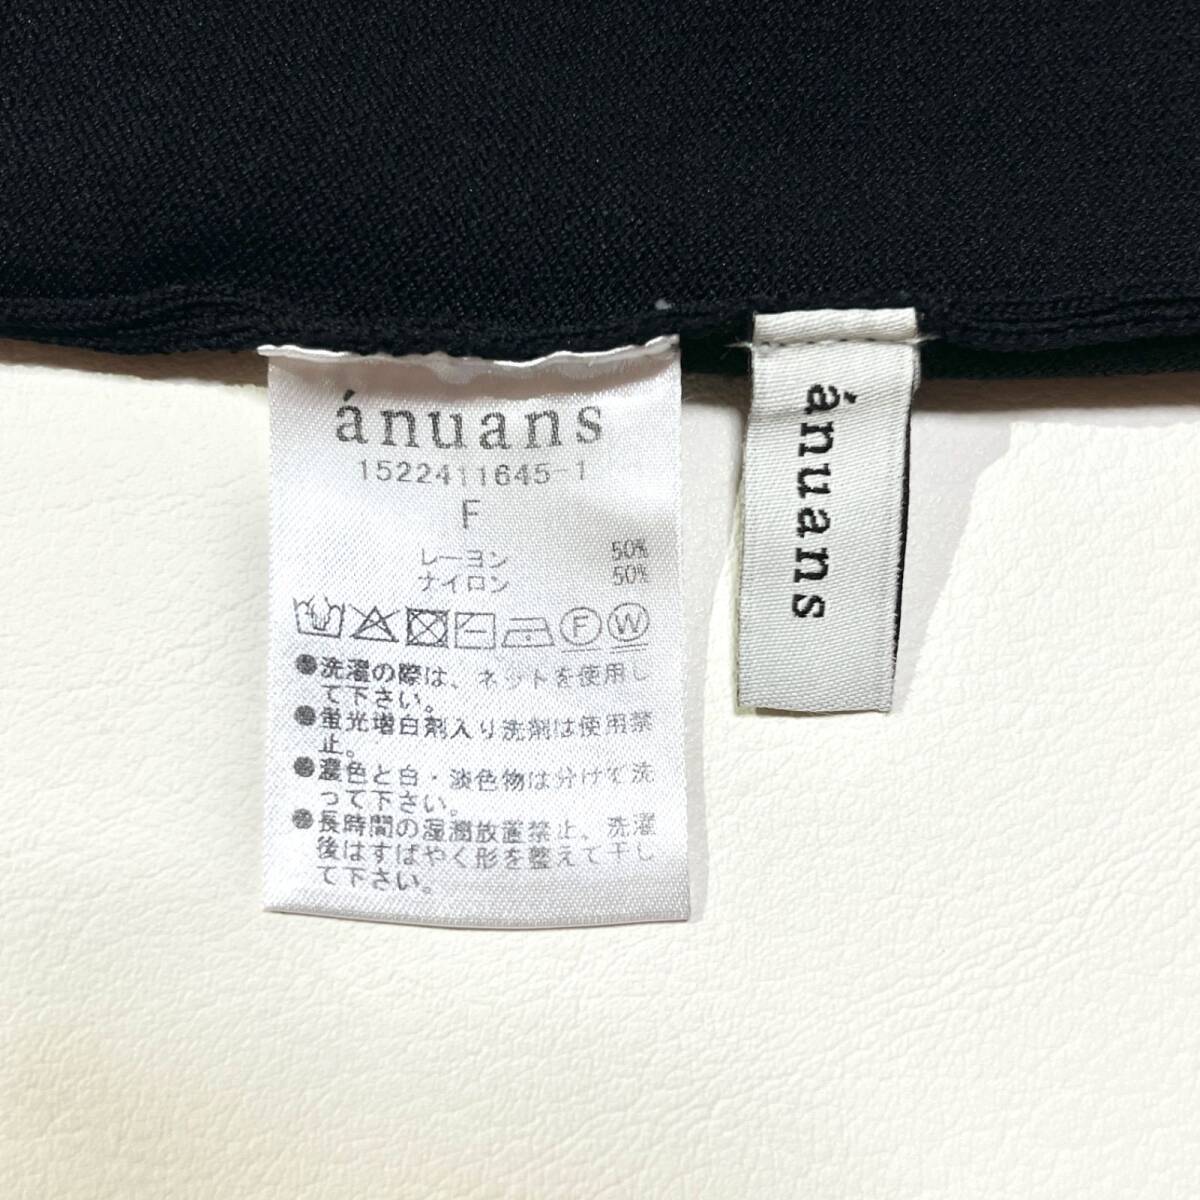 ánuans
1522411645-1
F
レーヨン 50%
ナイロン 50%
F W
●洗濯の際は、ネットを使用し
て下さい。
●蛍光増白剤入り洗剤は使用禁
止。
●濃色と白・淡色物は分けて洗
って下さい。
●長時間の湿潤放置禁止、洗濯
後はすばやく形を整えて干し
て下さい。
ánuans